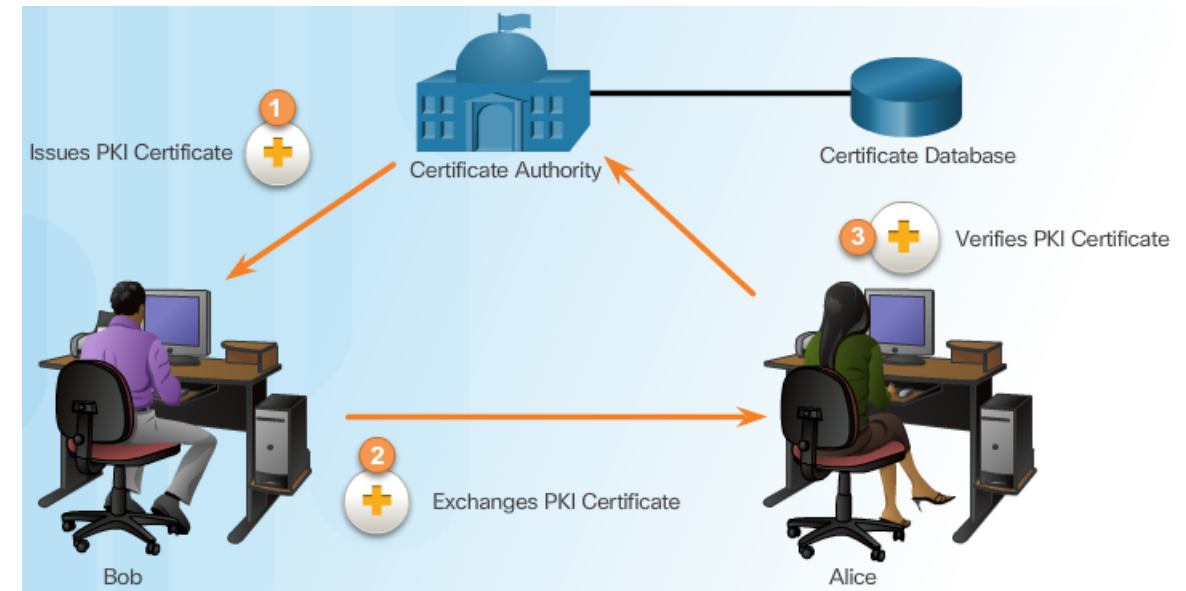 1
Issues PKI Certificate
Certificate Authority
Certificate Database
3
Verifies PKI Certificate
2
Exchanges PKI Certificate
Bob
Alice